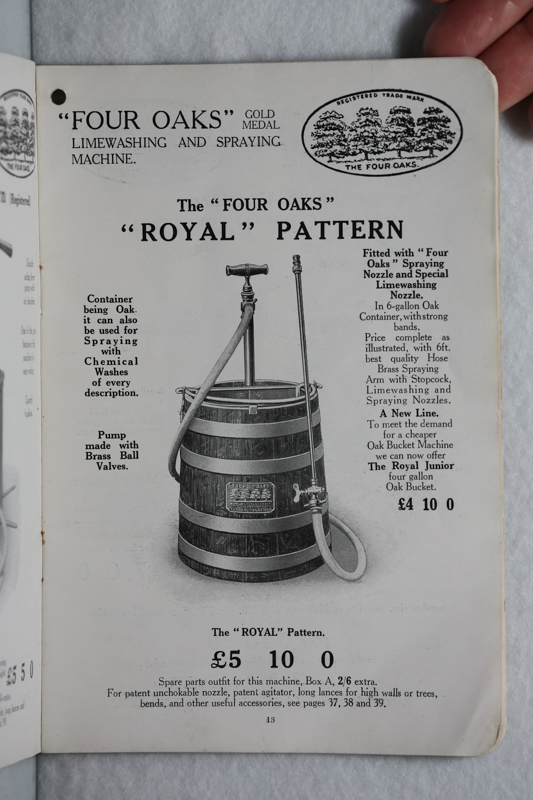 "FOUR OAKS" GOLD MEDAL
LIMEWASHING AND SPRAYING
MACHINE.
REGISTERED TRADE MARK
THE FOUR OAKS.
The "FOUR OAKS"
"ROYAL" PATTERN
Container
being Oak
it can also
be used for
Spraying
with
Chemical
Washes
of every
description.
Pump
made with
Brass Ball
Valves.
Fitted with "Four
Oaks" Spraying
Nozzle and Special
Limewashing
Nozzle.
In 6-gallon Oak
Container, with strong
bands.
Price complete as
illustrated, with 6ft.
best quality Hose
Brass Spraying
Arm with Stopcock,
Limewashing and
Spraying Nozzles.
A New Line.
To meet the demand
for a cheaper
Oak Bucket Machine
we can now offer
The Royal Junior
four gallon
Oak Bucket.
£4 10 0
The "ROYAL" Pattern.
£5 10 0
Spare parts outfit for this machine, Box A, 2/6 extra.
For patent unchokable nozzle, patent agitator, long lances for high walls or trees,
bends, and other useful accessories, see pages 37, 38 and 39.
13
£5 5 0